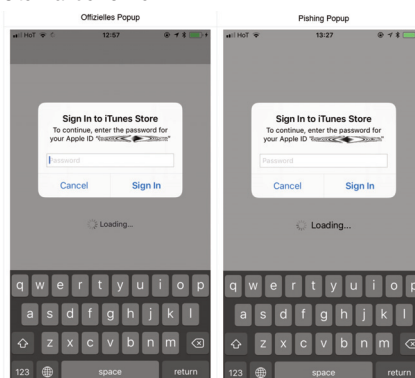 Offizielles Popup
HoT 12:57
Sign In to iTunes Store
To continue, enter the password for
your Apple ID "
Password
Cancel Sign In
Loading...
q w e r t y u i o p
a s d f g h j k l
z x c v b n m
123 space return
Pishing Popup
HoT 13:27
Sign In to iTunes Store
To continue, enter the password for
your Apple ID "
Password
Cancel Sign In
Loading...
q w e r t y u i o p
a s d f g h j k l
z x c v b n m
123 space return